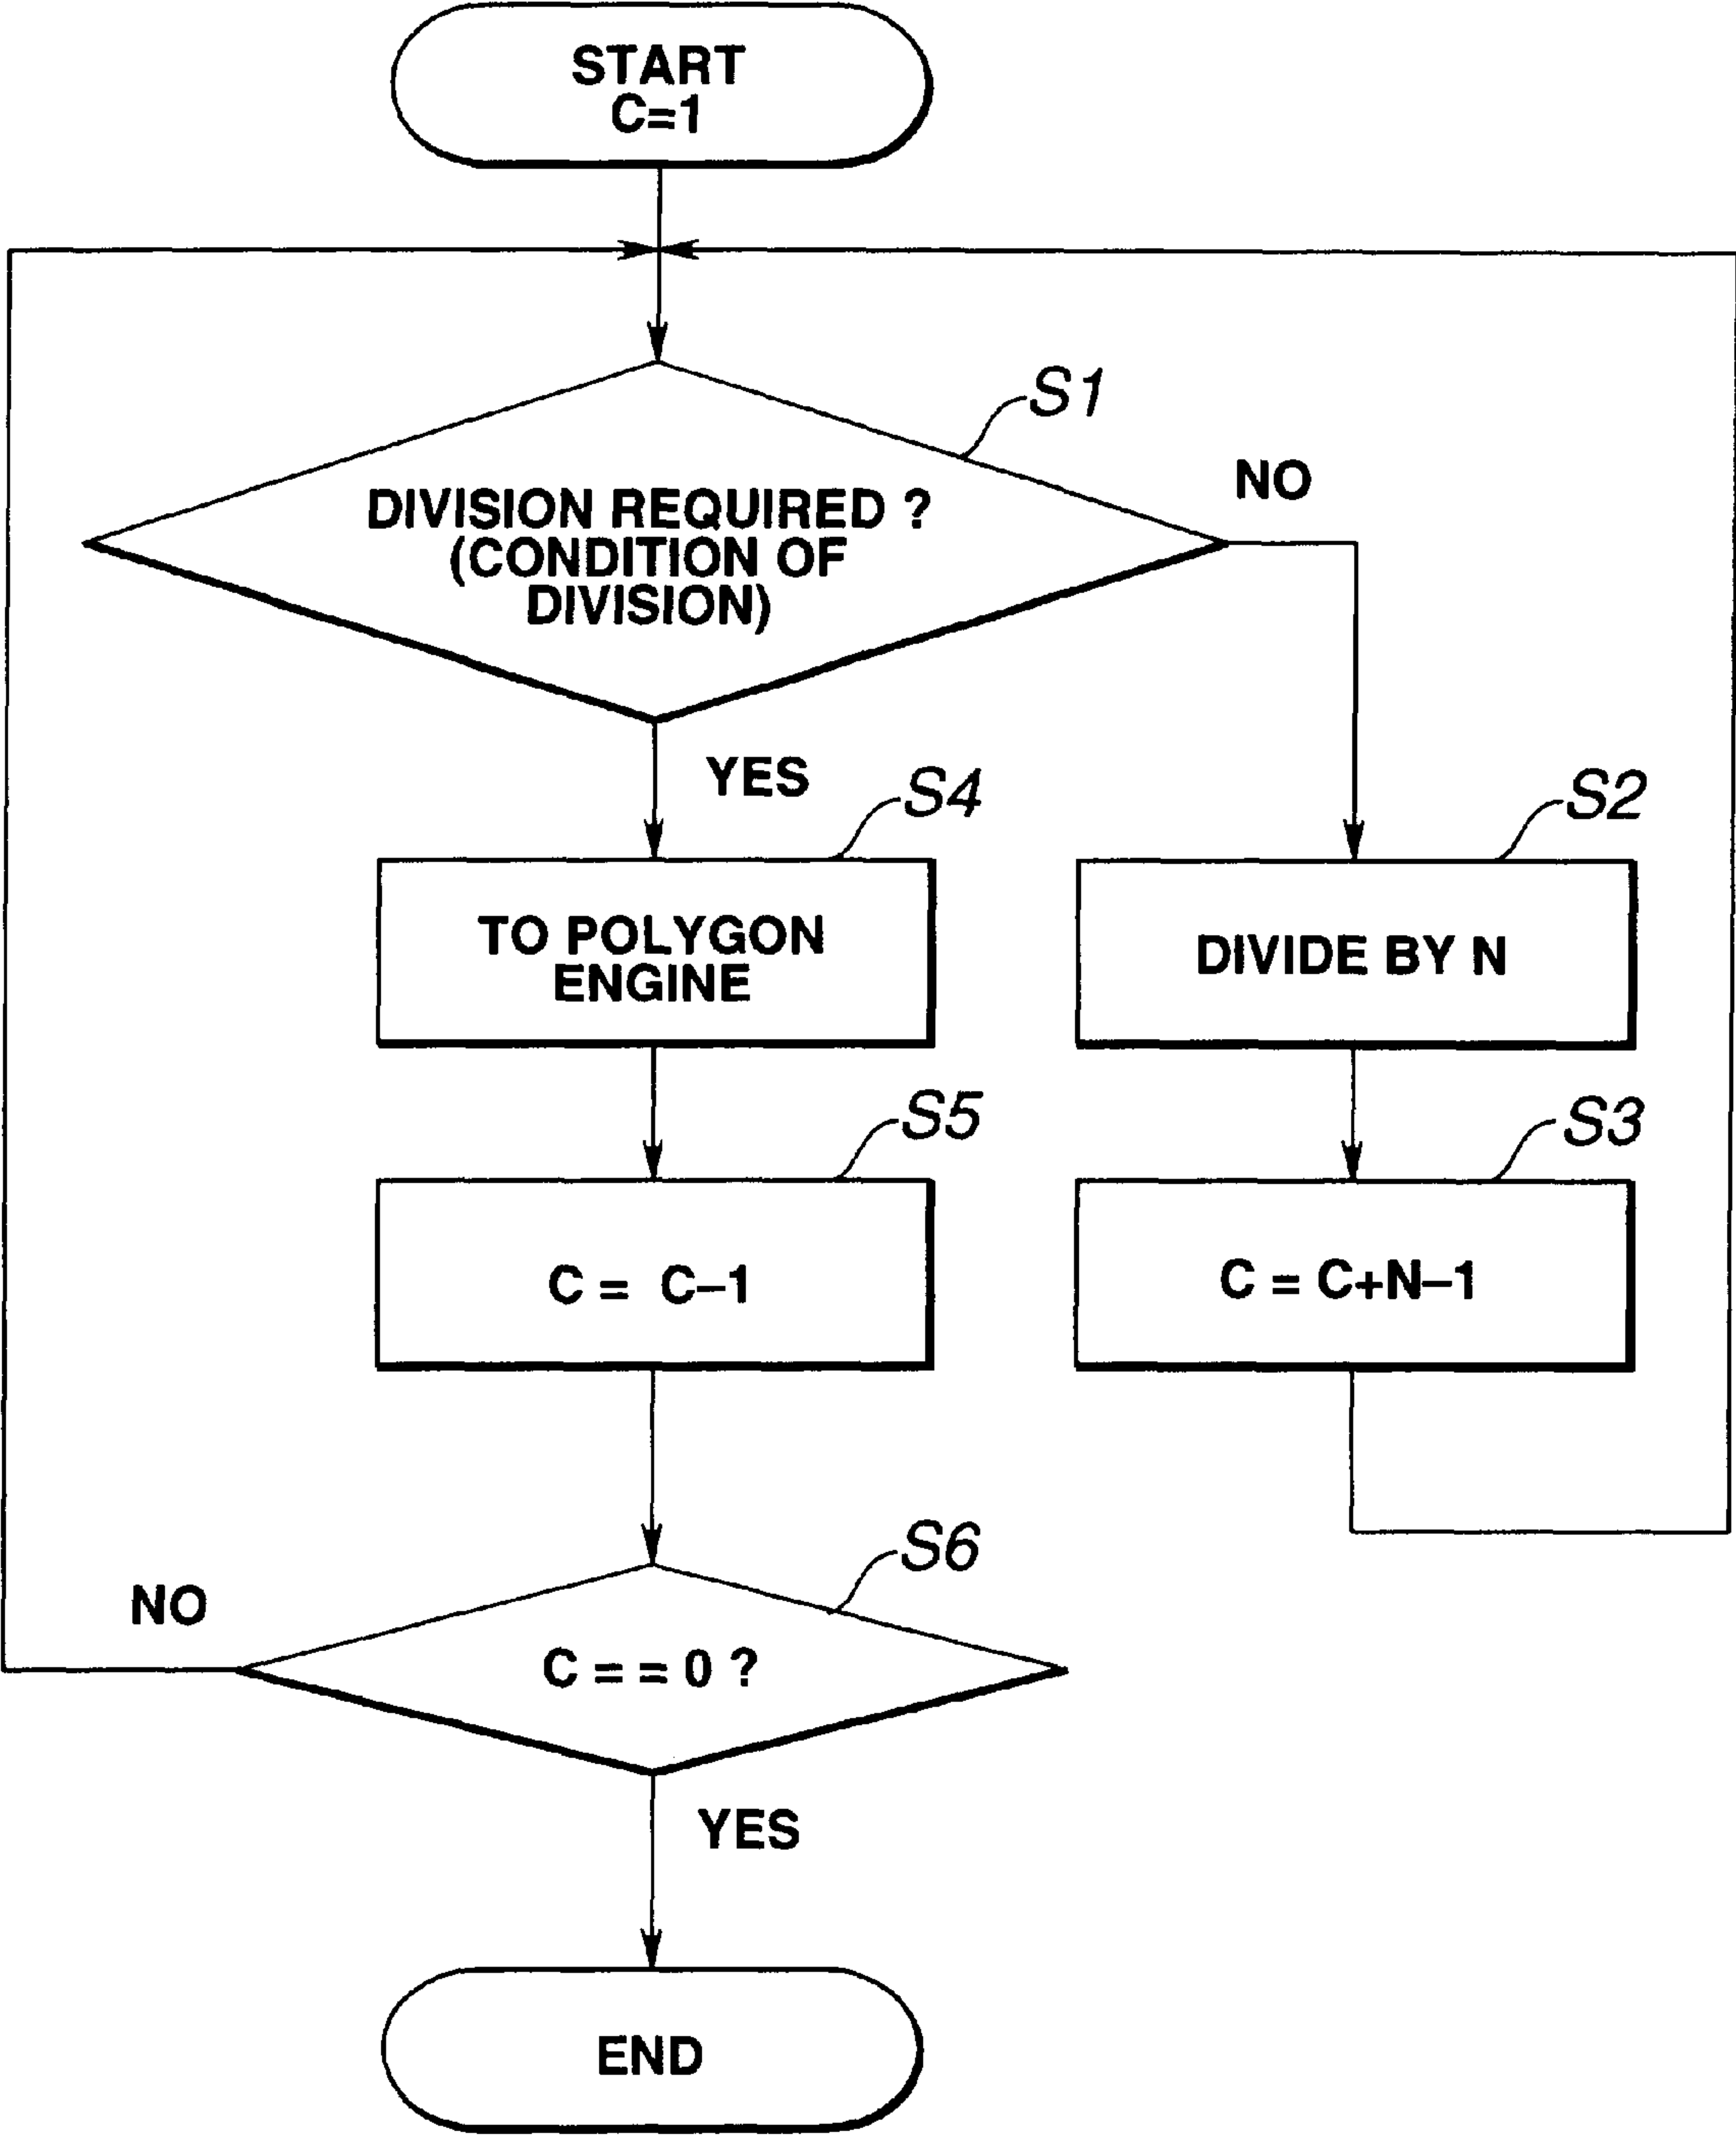 START
C=1
S1
NO
DIVISION REQUIRED ?
(CONDITION OF
DIVISION)
YES
S4
S2
TO POLYGON
ENGINE
DIVIDE BY N
S5
S3
C = C–1
C = C+N–1
S6
NO
C = = 0 ?
YES
END